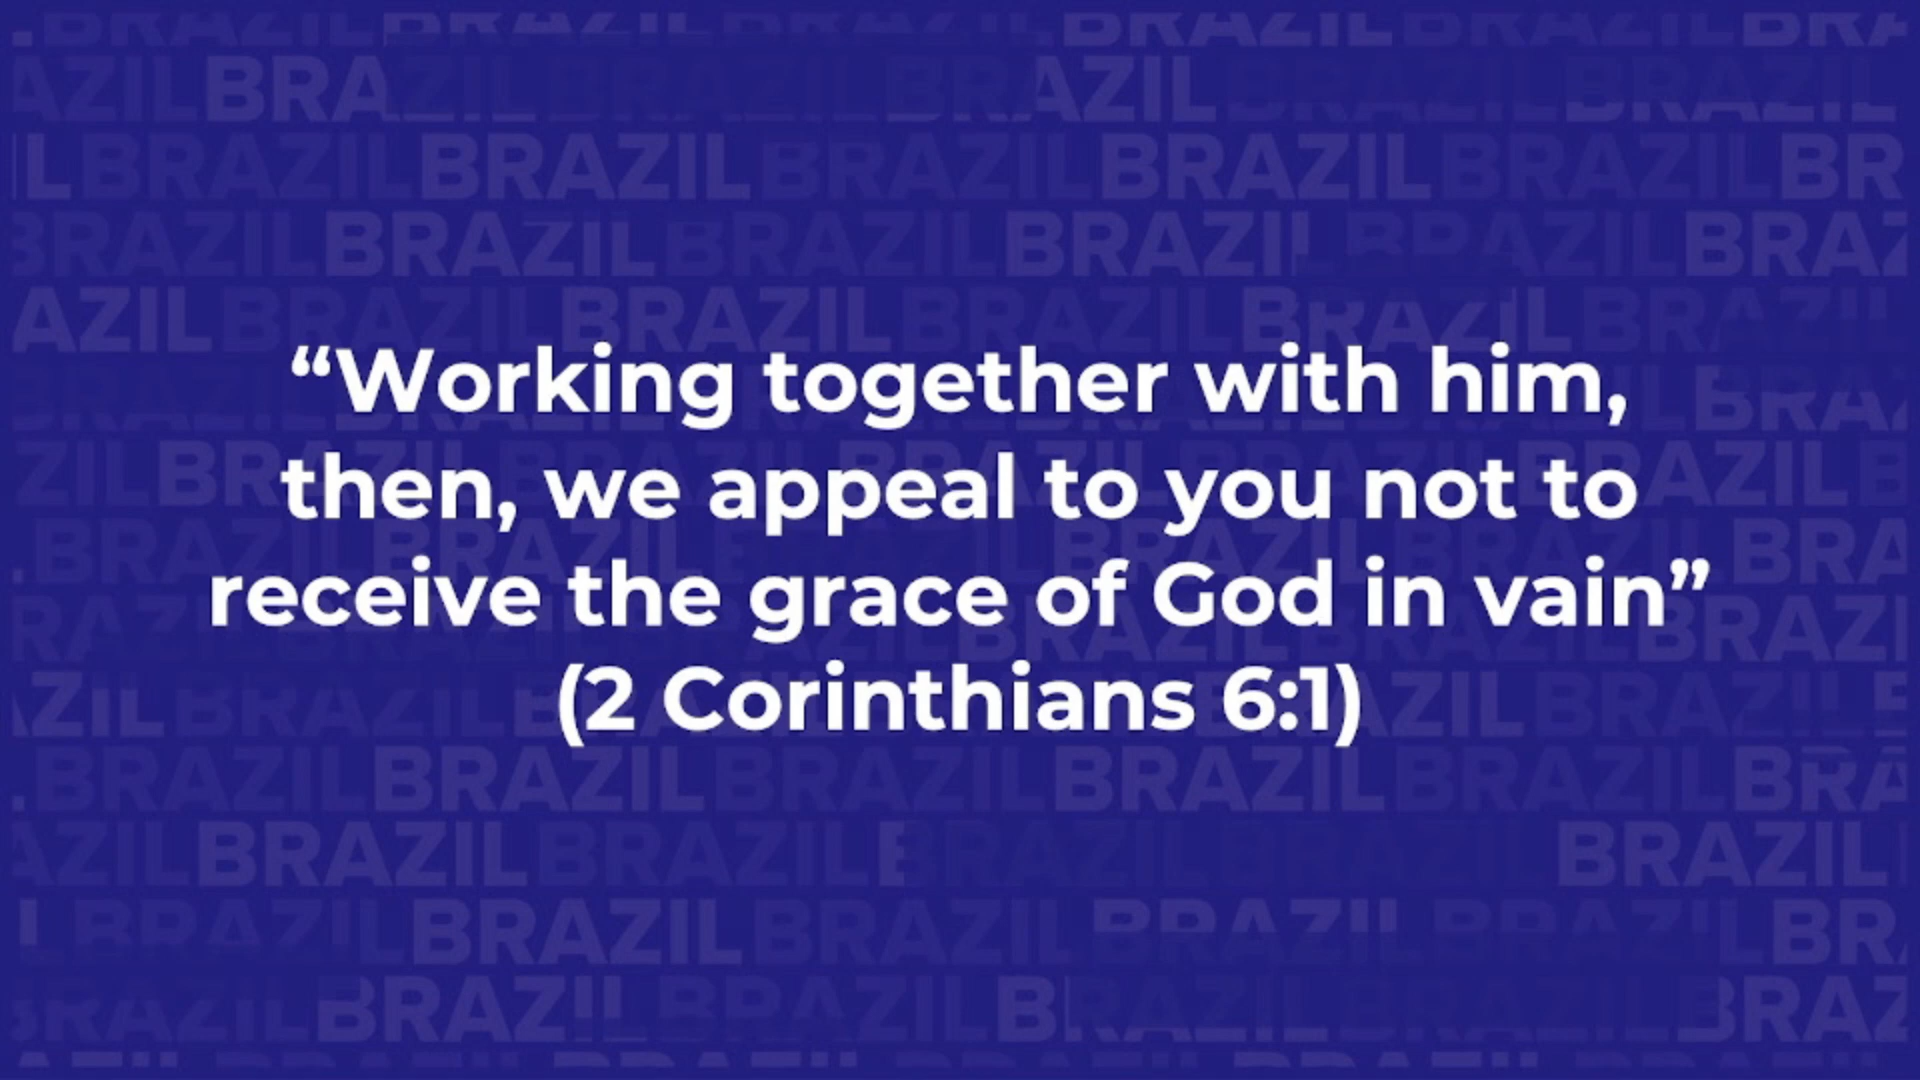 “Working together with him,
then, we appeal to you not to
receive the grace of God in vain”
(2 Corinthians 6:1)
BRAZIL